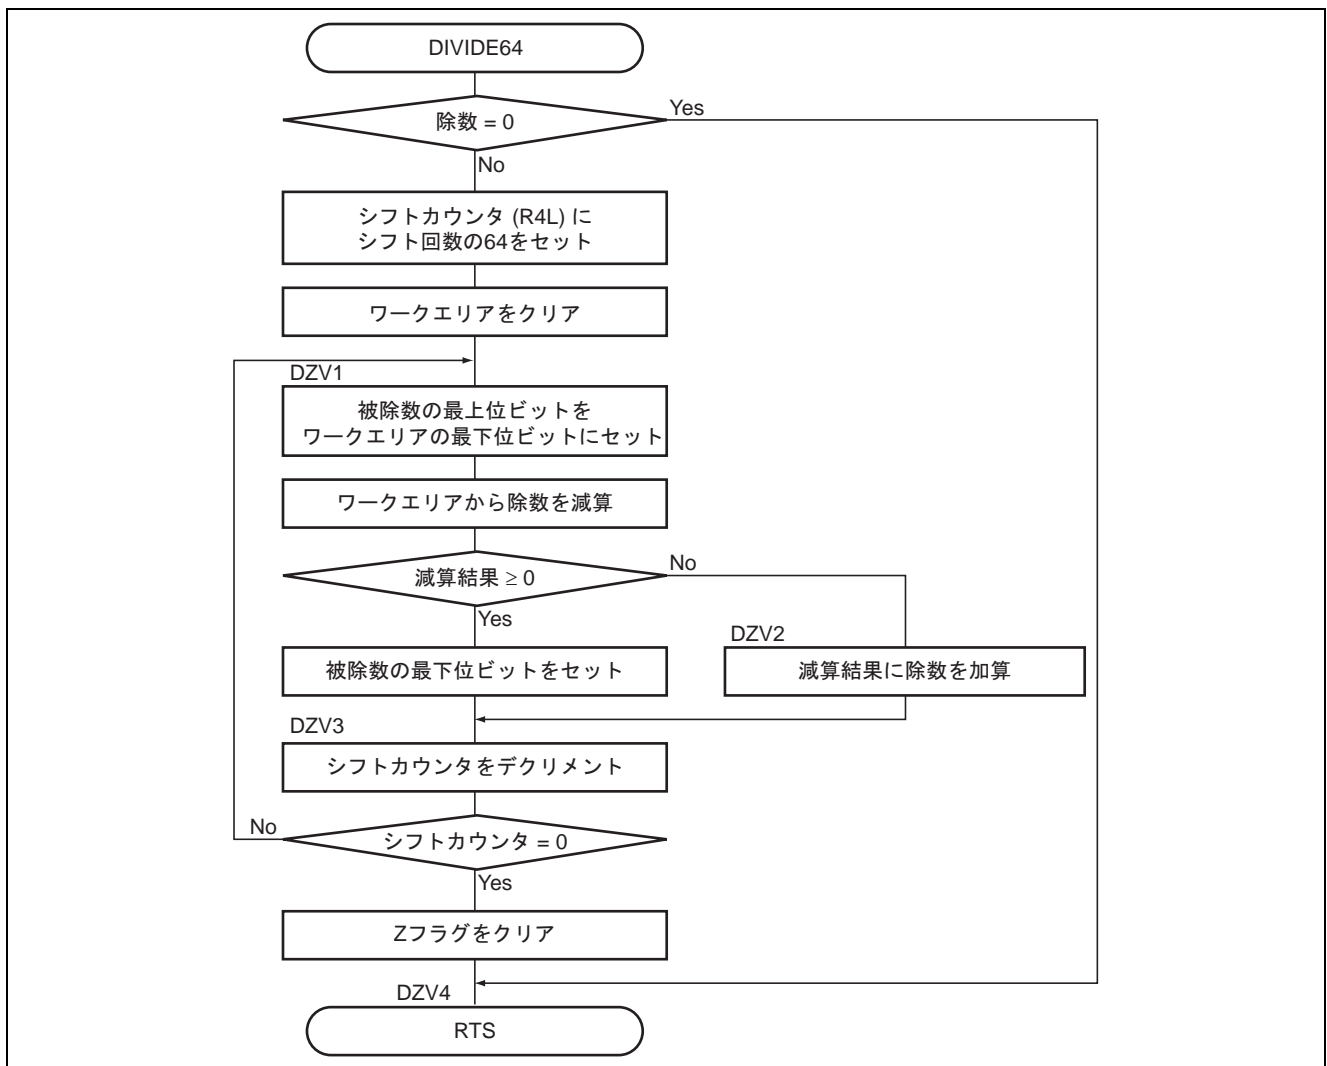 DIVIDE64
除数 = 0
Yes
No
シフトカウンタ (R4L) に
シフト回数の64をセット
ワークエリアをクリア
DZV1
被除数の最上位ビットを
ワークエリアの最下位ビットにセット
ワークエリアから除数を減算
減算結果 ≥ 0
No
Yes
DZV2
被除数の最下位ビットをセット
減算結果に除数を加算
DZV3
シフトカウンタをデクリメント
No
シフトカウンタ = 0
Yes
Zフラグをクリア
DZV4
RTS